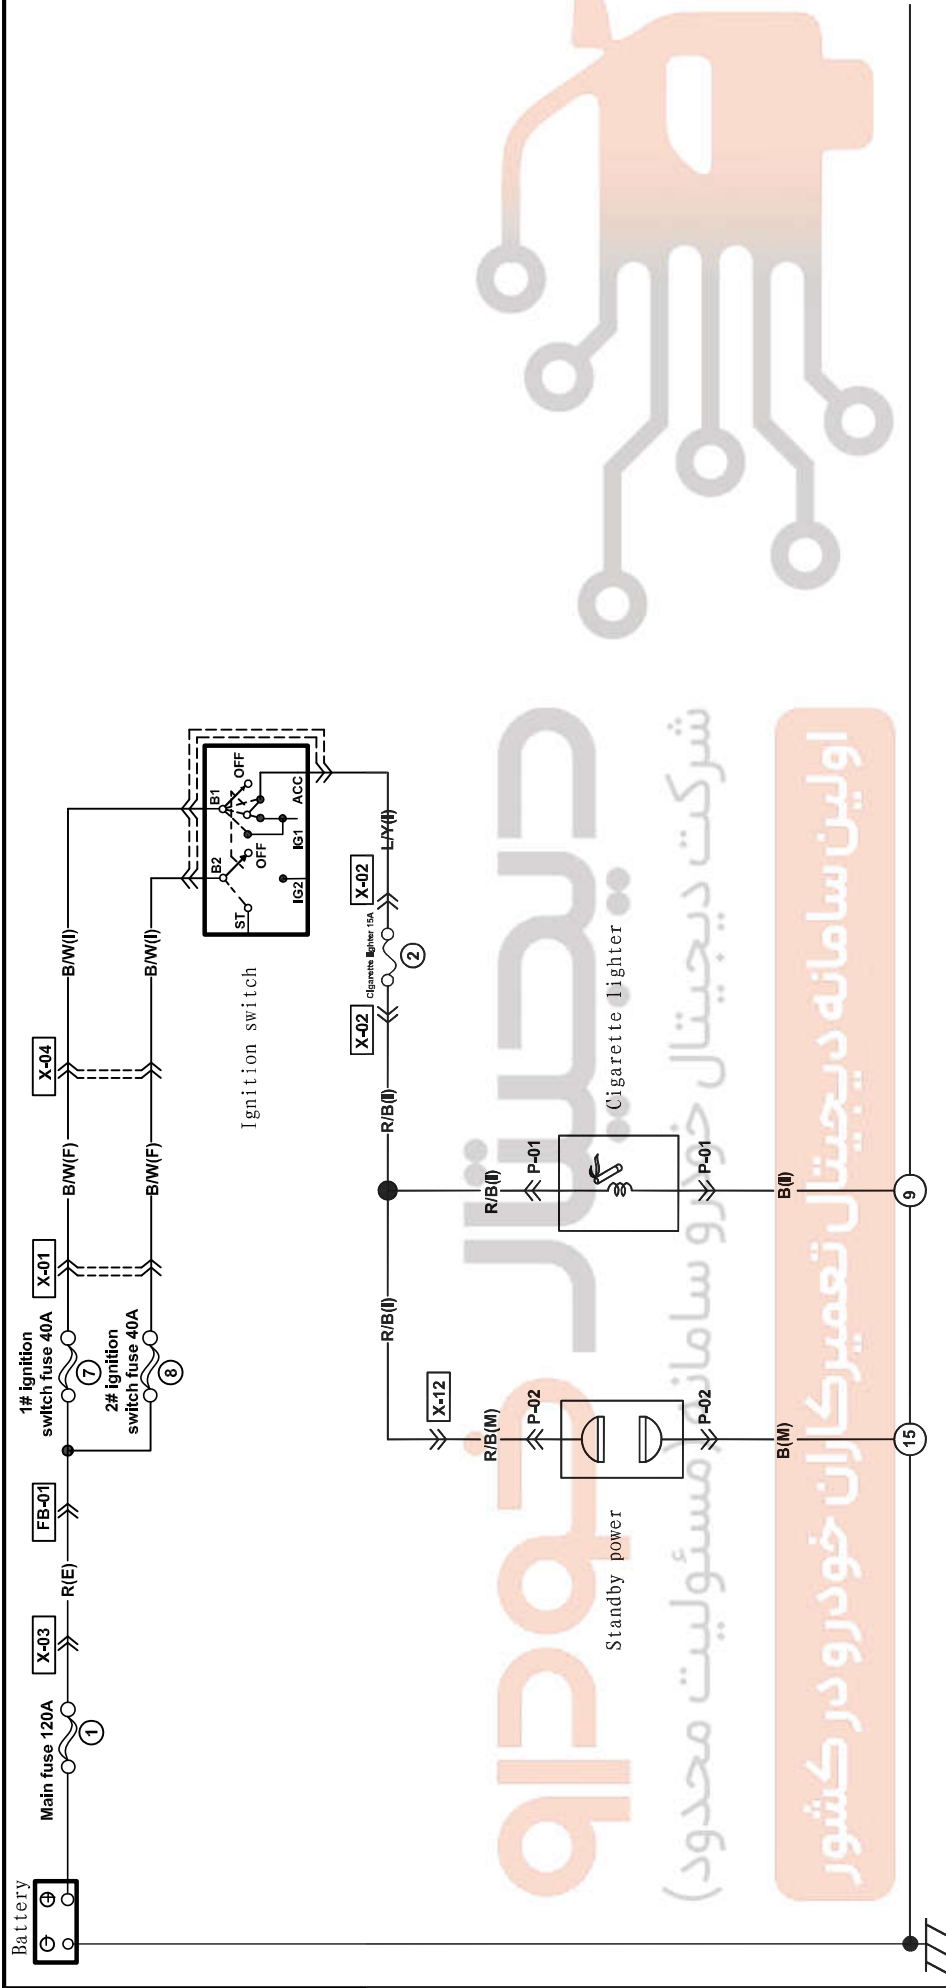 Battery
Main fuse 120A
1
X-03
R(E)
FB-01
1# ignition
switch fuse 40A
7
2# ignition
switch fuse 40A
8
X-01
B/W(F)
B/W(F)
X-04
B/W(I)
B/W(I)
Ignition switch
ST
B2
OFF
B1
OFF
IG2
IG1
ACC
L/Y(I)
X-02
Cigarette lighter 15A
2
X-02
R/B(I)
R/B(I)
X-12
R/B(M)
P-02
Standby power
P-02
B(M)
15
R/B(I)
P-01
Cigarette lighter
P-01
B(I)
9
دیجیتال خودرو
شرکت دیجیتال خودرو سامانه (مسئولیت محدود)
اولین سامانه دیجیتال تعمیرکاران خودرو در کشور